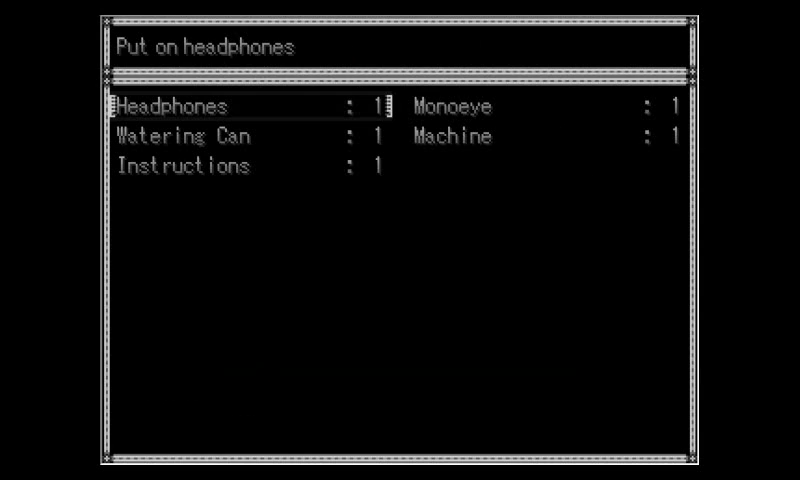 Put on headphones
Headphones : 1 Monoeye : 1
Watering Can : 1 Machine : 1
Instructions : 1